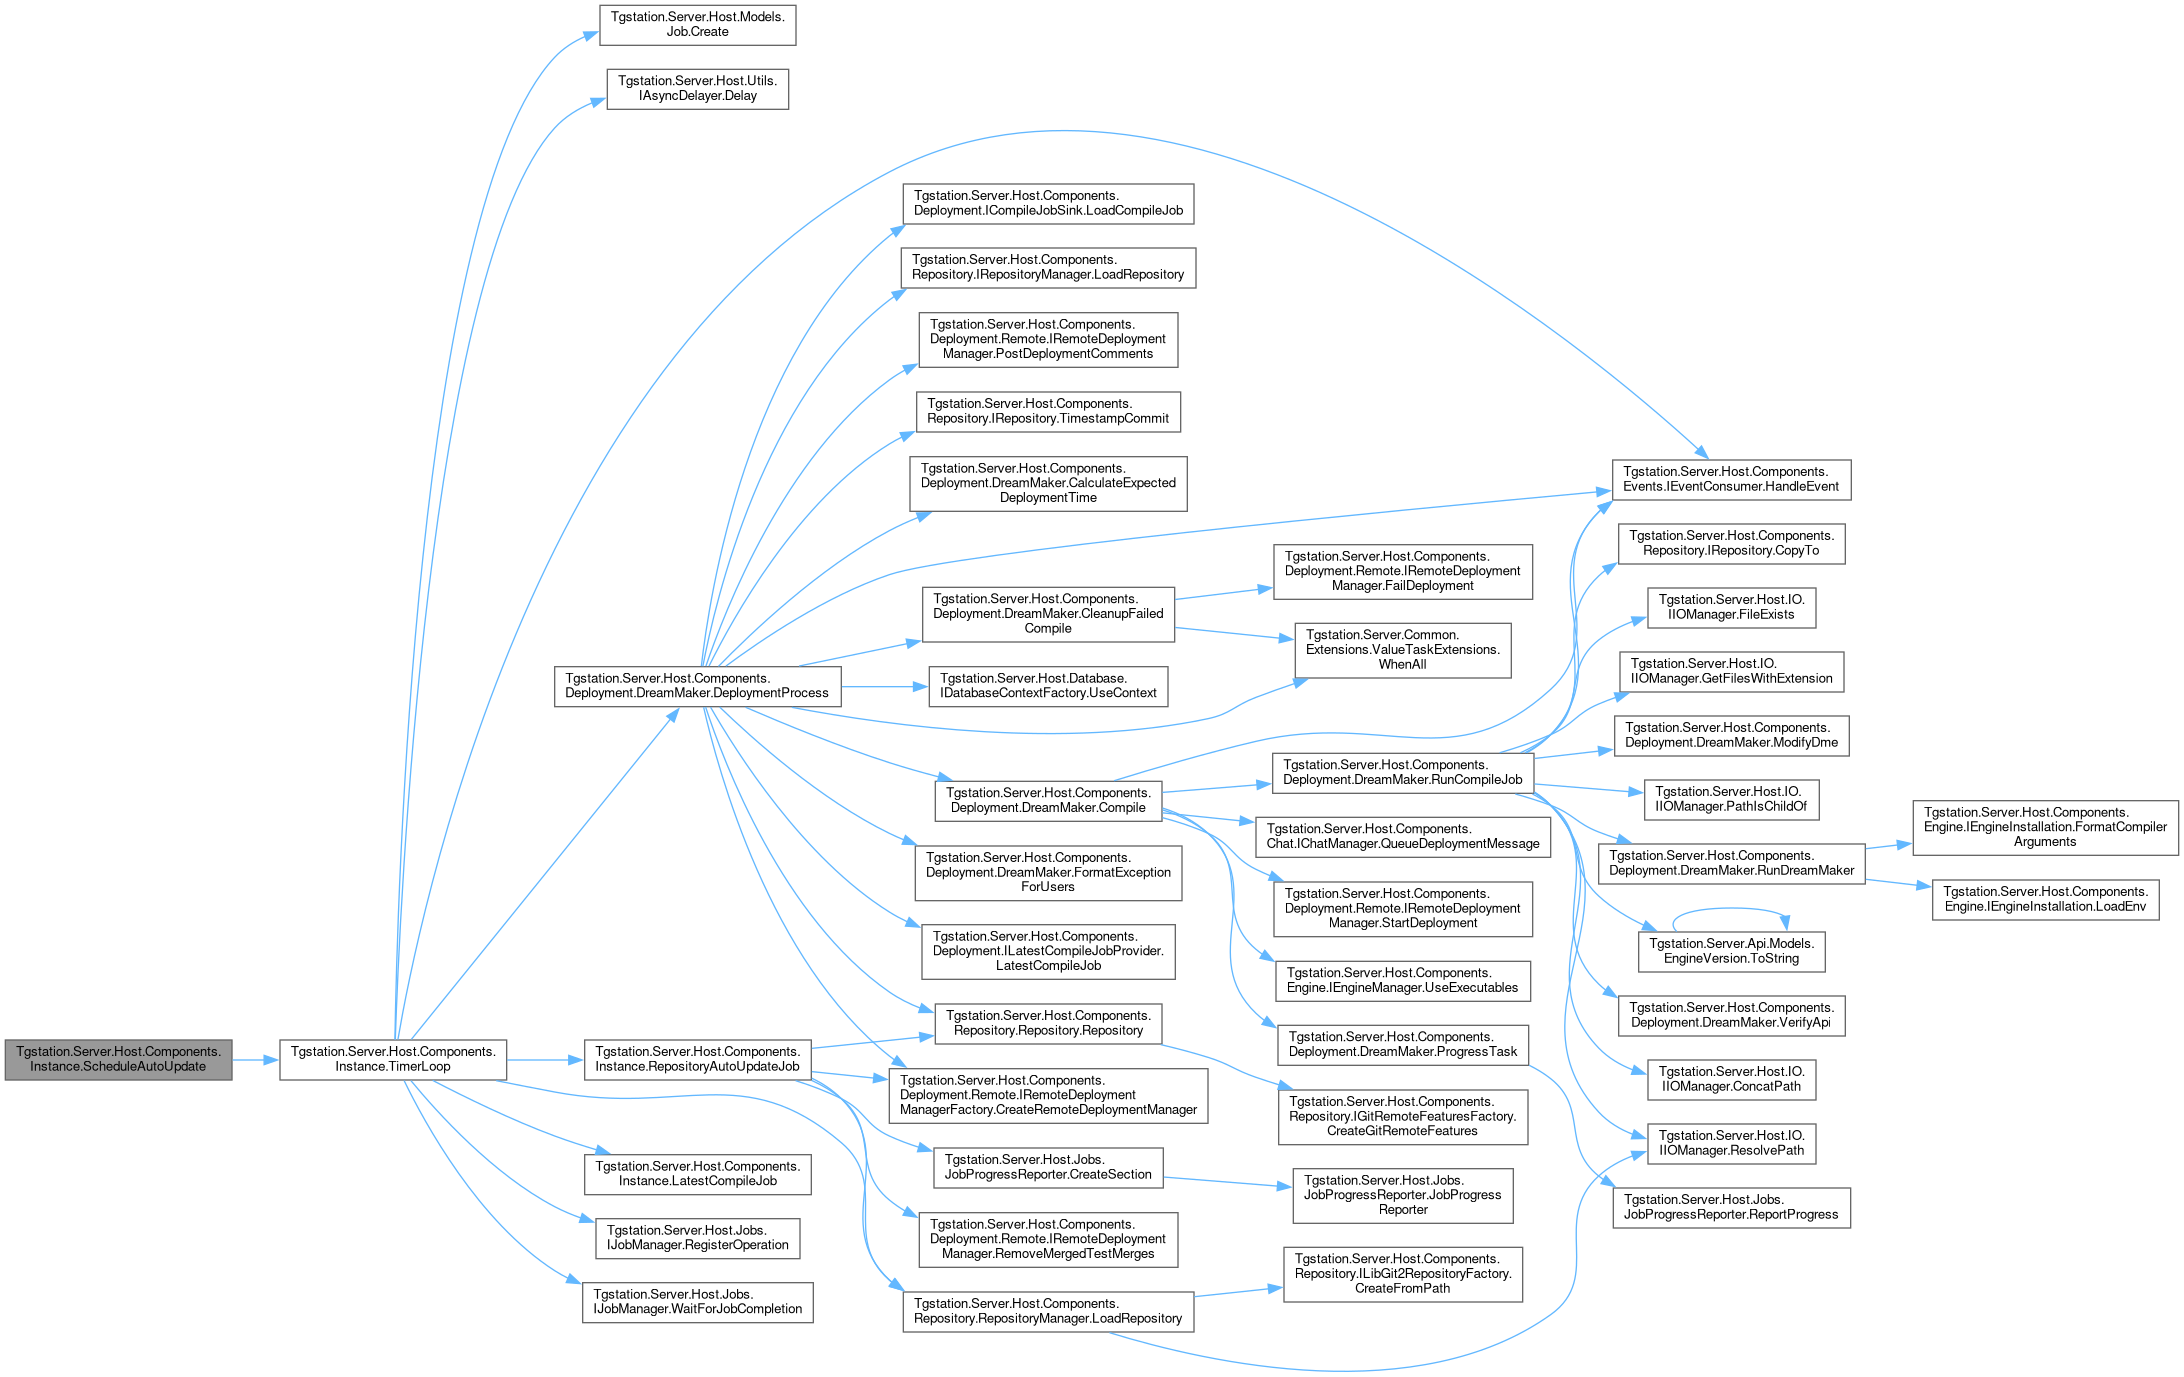 Tgstation.Server.Host.Components.
Instance.ScheduleAutoUpdate
Tgstation.Server.Host.Components.
Instance.TimerLoop
Tgstation.Server.Host.Models.
Job.Create
Tgstation.Server.Host.Utils.
IAsyncDelayer.Delay
Tgstation.Server.Host.Components.
Deployment.DreamMaker.DeploymentProcess
Tgstation.Server.Host.Components.
Instance.RepositoryAutoUpdateJob
Tgstation.Server.Host.Components.
Instance.LatestCompileJob
Tgstation.Server.Host.Jobs.
IJobManager.RegisterOperation
Tgstation.Server.Host.Jobs.
IJobManager.WaitForJobCompletion
Tgstation.Server.Host.Components.
Deployment.ICompileJobSink.LoadCompileJob
Tgstation.Server.Host.Components.
Repository.IRepositoryManager.LoadRepository
Tgstation.Server.Host.Components.
Deployment.Remote.IRemoteDeployment
Manager.PostDeploymentComments
Tgstation.Server.Host.Components.
Repository.IRepository.TimestampCommit
Tgstation.Server.Host.Components.
Deployment.DreamMaker.CalculateExpected
DeploymentTime
Tgstation.Server.Host.Components.
Deployment.DreamMaker.CleanupFailed
Compile
Tgstation.Server.Host.Database.
IDatabaseContextFactory.UseContext
Tgstation.Server.Host.Components.
Deployment.DreamMaker.Compile
Tgstation.Server.Host.Components.
Deployment.DreamMaker.FormatException
ForUsers
Tgstation.Server.Host.Components.
Deployment.ILatestCompileJobProvider.
LatestCompileJob
Tgstation.Server.Host.Components.
Repository.Repository.Repository
Tgstation.Server.Host.Components.
Deployment.Remote.IRemoteDeployment
ManagerFactory.CreateRemoteDeploymentManager
Tgstation.Server.Host.Jobs.
JobProgressReporter.CreateSection
Tgstation.Server.Host.Components.
Deployment.Remote.IRemoteDeployment
Manager.RemoveMergedTestMerges
Tgstation.Server.Host.Components.
Repository.RepositoryManager.LoadRepository
Tgstation.Server.Host.Components.
Deployment.Remote.IRemoteDeployment
Manager.FailDeployment
Tgstation.Server.Common.
Extensions.ValueTaskExtensions.
WhenAll
Tgstation.Server.Host.Components.
Deployment.DreamMaker.RunCompileJob
Tgstation.Server.Host.Components.
Chat.IChatManager.QueueDeploymentMessage
Tgstation.Server.Host.Components.
Deployment.Remote.IRemoteDeployment
Manager.StartDeployment
Tgstation.Server.Host.Components.
Engine.IEngineManager.UseExecutables
Tgstation.Server.Host.Components.
Deployment.DreamMaker.ProgressTask
Tgstation.Server.Host.Components.
Repository.IGitRemoteFeaturesFactory.
CreateGitRemoteFeatures
Tgstation.Server.Host.Jobs.
JobProgressReporter.JobProgress
Reporter
Tgstation.Server.Host.Components.
Repository.ILibGit2RepositoryFactory.
CreateFromPath
Tgstation.Server.Host.Components.
Events.IEventConsumer.HandleEvent
Tgstation.Server.Host.Components.
Repository.IRepository.CopyTo
Tgstation.Server.Host.IO.
IIOManager.FileExists
Tgstation.Server.Host.IO.
IIOManager.GetFilesWithExtension
Tgstation.Server.Host.Components.
Deployment.DreamMaker.ModifyDme
Tgstation.Server.Host.IO.
IIOManager.PathIsChildOf
Tgstation.Server.Host.Components.
Deployment.DreamMaker.RunDreamMaker
Tgstation.Server.Api.Models.
EngineVersion.ToString
Tgstation.Server.Host.Components.
Deployment.DreamMaker.VerifyApi
Tgstation.Server.Host.IO.
IIOManager.ConcatPath
Tgstation.Server.Host.IO.
IIOManager.ResolvePath
Tgstation.Server.Host.Jobs.
JobProgressReporter.ReportProgress
Tgstation.Server.Host.Components.
Engine.IEngineInstallation.FormatCompiler
Arguments
Tgstation.Server.Host.Components.
Engine.IEngineInstallation.LoadEnv